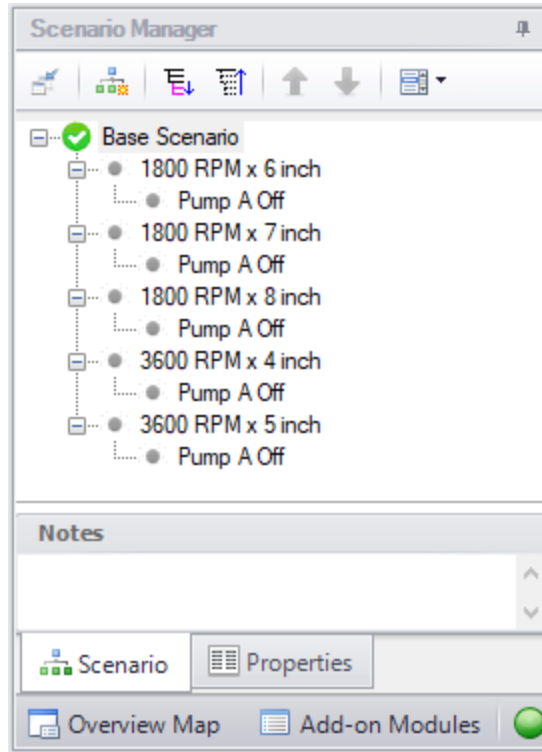 Scenario Manager
Base Scenario
1800 RPM x 6 inch
Pump A Off
1800 RPM x 7 inch
Pump A Off
1800 RPM x 8 inch
Pump A Off
3600 RPM x 4 inch
Pump A Off
3600 RPM x 5 inch
Pump A Off
Notes
Scenario Properties
Overview Map Add-on Modules